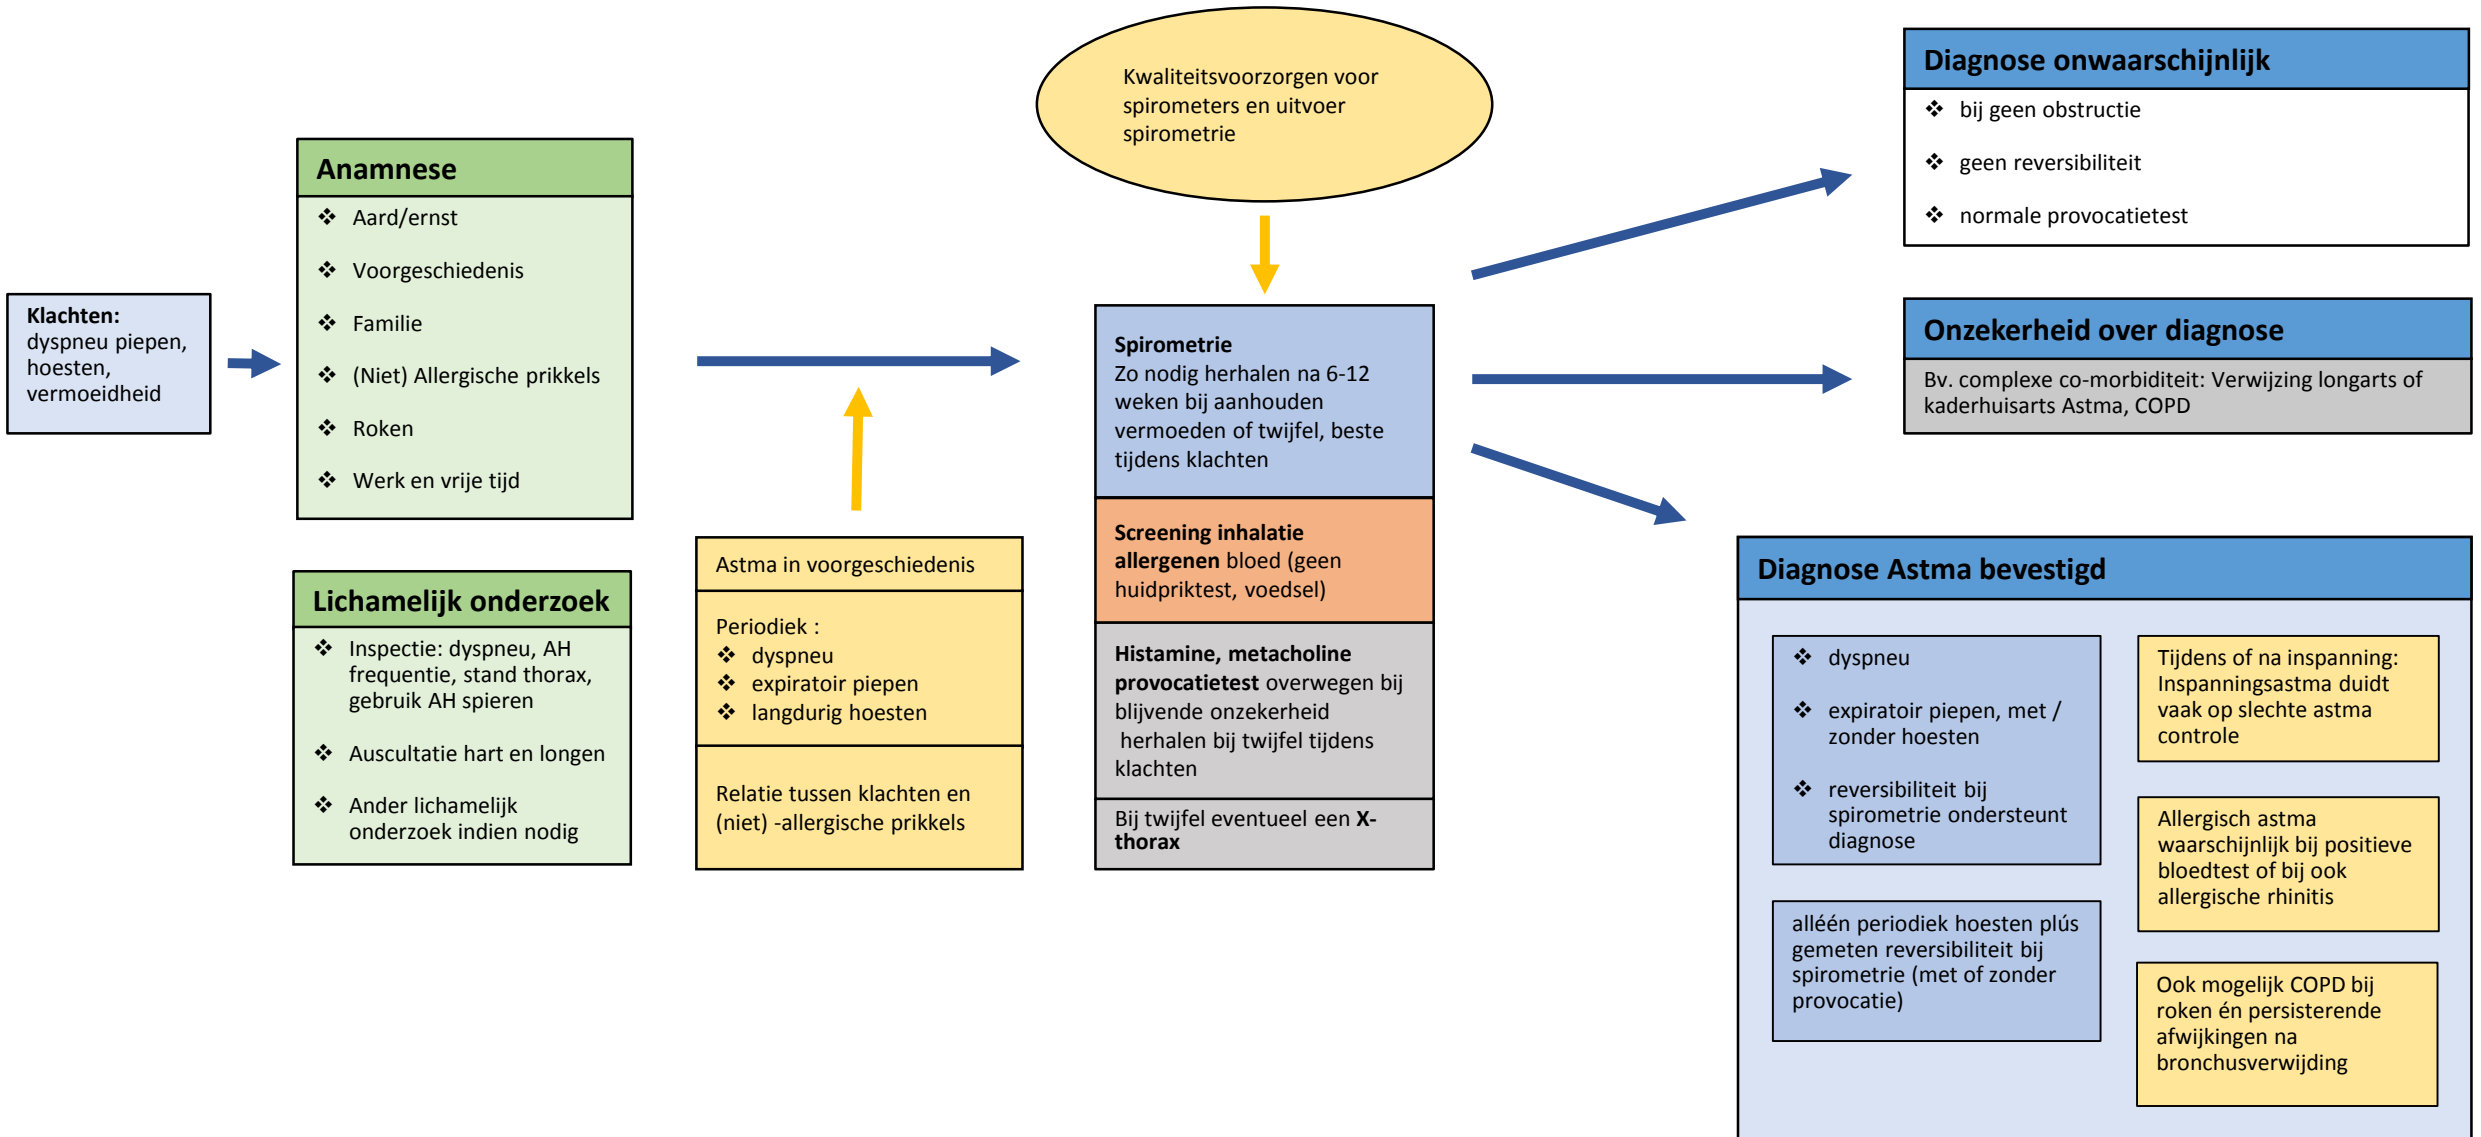 Klachten:
dyspneu piepen,
hoesten,
vermoeidheid
Anamnese
❖ Aard/ernst
❖ Voorgeschiedenis
❖ Familie
❖ (Niet) Allergische prikkels
❖ Roken
❖ Werk en vrije tijd
Lichamelijk onderzoek
❖ Inspectie: dyspneu, AH
frequentie, stand thorax,
gebruik AH spieren
❖ Auscultatie hart en longen
❖ Ander lichamelijk
onderzoek indien nodig
Astma in voorgeschiedenis
Periodiek :
❖ dyspneu
❖ expiratoir piepen
❖ langdurig hoesten
Relatie tussen klachten en
(niet) -allergische prikkels
Kwaliteitsvoorzorgen voor
spirometers en uitvoer
spirometrie
Spirometrie
Zo nodig herhalen na 6-12
weken bij aanhouden
vermoeden of twijfel, beste
tijdens klachten
Screening inhalatie
allergenen bloed (geen
huidpriktest, voedsel)
Histamine, metacholine
provocatietest overwegen bij
blijvende onzekerheid
herhalen bij twijfel tijdens
klachten
Bij twijfel eventueel een X-
thorax
Diagnose onwaarschijnlijk
❖ bij geen obstructie
❖ geen reversibiliteit
❖ normale provocatietest
Onzekerheid over diagnose
Bv. complexe co-morbiditeit: Verwijzing longarts of
kaderhuisarts Astma, COPD
Diagnose Astma bevestigd
❖ dyspneu
❖ expiratoir piepen, met /
zonder hoesten
❖ reversibiliteit bij
spirometrie ondersteunt
diagnose
alléén periodiek hoesten plús
gemeten reversibiliteit bij
spirometrie (met of zonder
provocatie)
Tijdens of na inspanning:
Inspanningsastma duidt
vaak op slechte astma
controle
Allergisch astma
waarschijnlijk bij positieve
bloedtest of bij ook
allergische rhinitis
Ook mogelijk COPD bij
roken én persisterende
afwijkingen na
bronchusverwijding